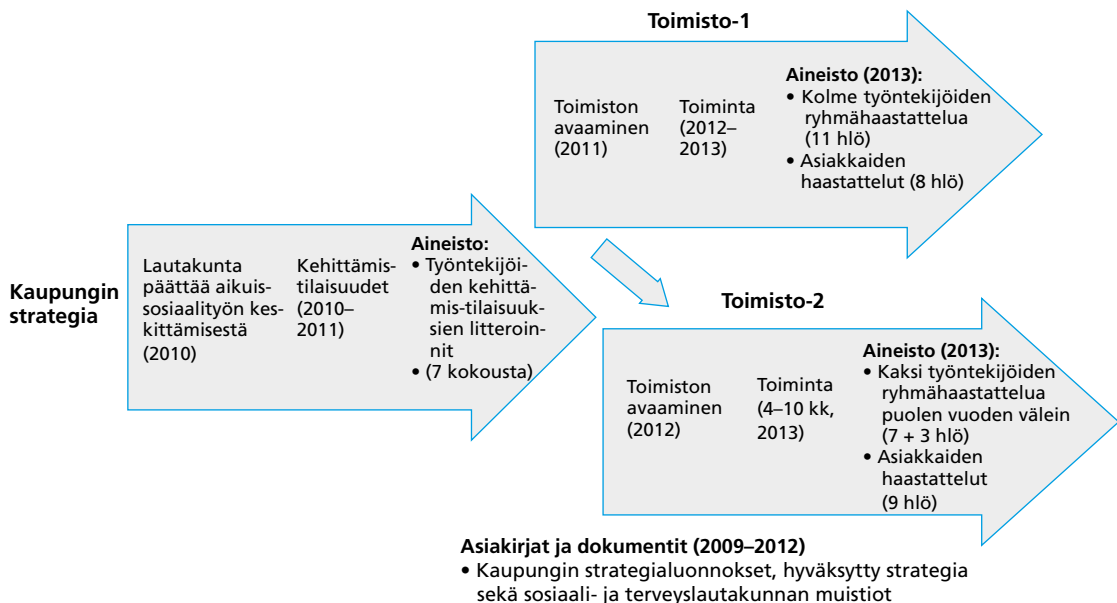 Toimisto-1
Toimiston
avaaminen
(2011)
Toiminta
(2012–
2013)
Aineisto (2013):
• Kolme työntekijöiden
ryhmähaastattelua
(11 hlö)
• Asiakkaiden
haastattelut (8 hlö)
Kaupungin
strategia
Lautakunta
päättää aikuis-
sosiaalityön kes-
kittämisestä
(2010)
Kehittämis-
tilaisuudet
(2010–
2011)
Aineisto:
• Työntekijöi-
den kehittä-
mis-tilaisuuk-
sien litteroin-
nit
• (7 kokousta)
Toimisto-2
Toimiston
avaaminen
(2012)
Toiminta
(4–10 kk,
2013)
Aineisto (2013):
• Kaksi työntekijöiden
ryhmähaastattelua
puolen vuoden välein
(7 + 3 hlö)
• Asiakkaiden
haastattelut
(9 hlö)
Asiakirjat ja dokumentit (2009–2012)
• Kaupungin strategialuonnokset, hyväksytty strategia
sekä sosiaali- ja terveyslautakunnan muistiot